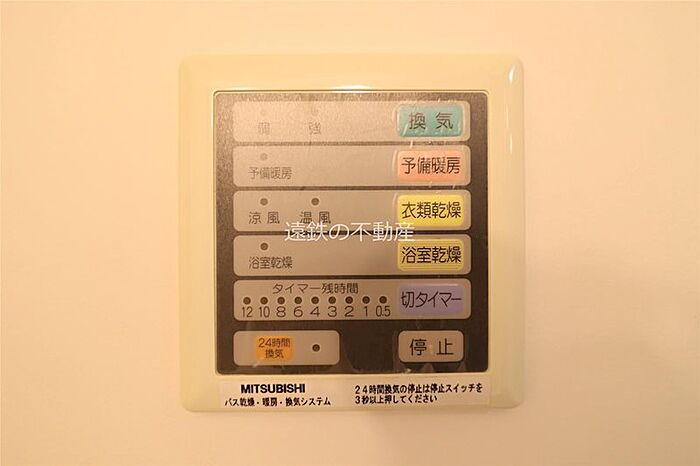 弱 強 換気
予備暖房 予備暖房
涼風 温風 衣類乾燥
遠鉄の不動産
浴室乾燥 浴室乾燥
タイマー残時間
12 10 8 6 4 3 2 1 0.5 切タイマー
24時間
換気
停止
MITSUBISHI
バス乾燥・暖房・換気システム
24時間換気の停止は停止スイッチを
3秒以上押してください